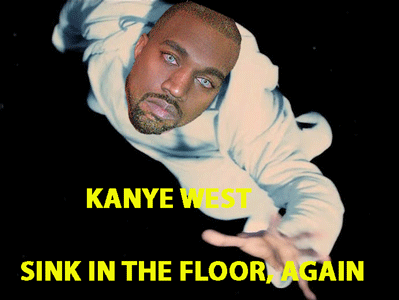 KANYE WEST
SINK IN THE FLOOR, AGAIN